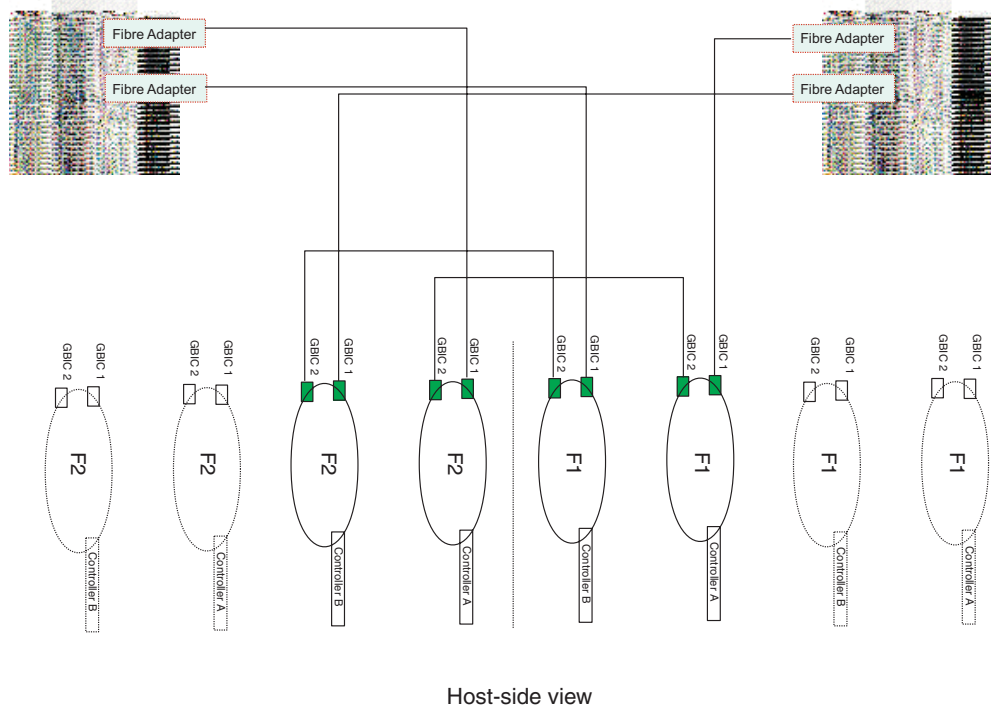 Fibre Adapter
Fibre Adapter
Fibre Adapter
Fibre Adapter
GBIC 2
GBIC 1
GBIC 2
GBIC 1
GBIC 2
GBIC 1
GBIC 2
GBIC 1
GBIC 2
GBIC 1
GBIC 2
GBIC 1
GBIC 2
GBIC 1
GBIC 2
GBIC 1
F2
F2
F2
F2
F1
F1
F1
F1
Controller B
Controller A
Controller B
Controller A
Controller B
Controller A
Controller B
Controller A
Host-side view